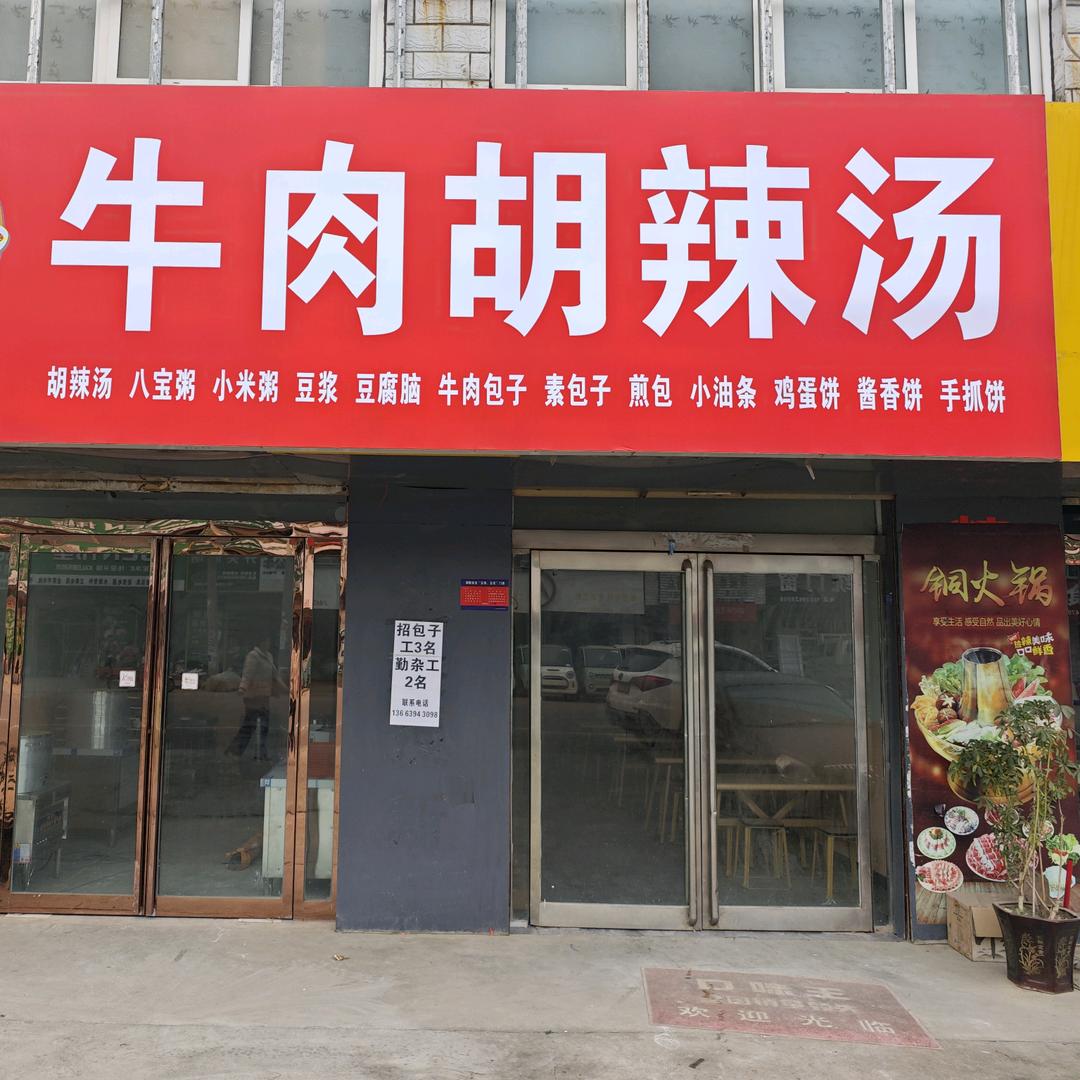 牛肉胡辣汤
胡辣汤 八宝粥 小米粥 豆浆 豆腐脑 牛肉包子 素包子 煎包 小油条 鸡蛋饼 酱香饼 手抓饼
招包子
工3名
勤杂工
2名
联系电话
13663943098
铜火锅
享受生活 感受自然 品出美好心情
口味王
欢迎光临